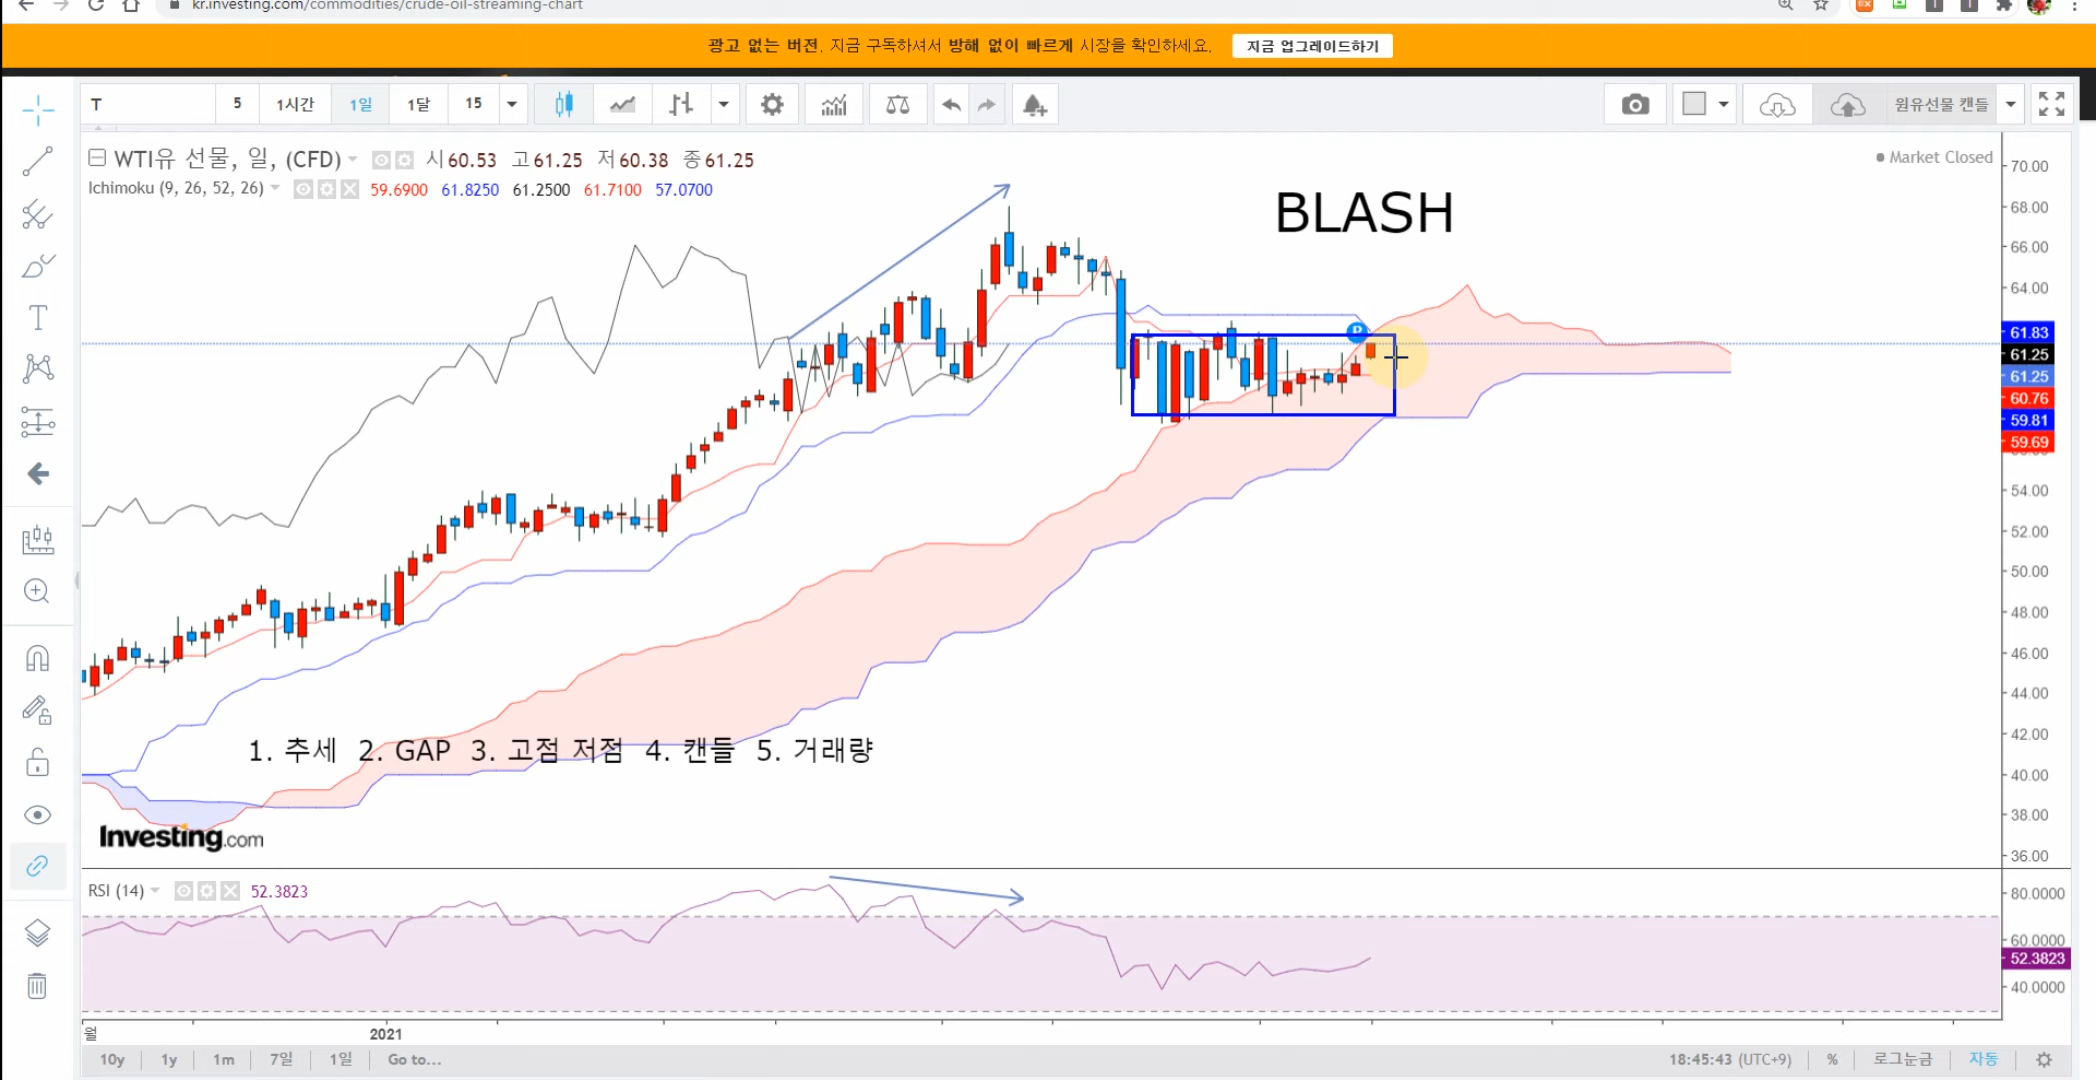 kr.investing.com/commodities/crude-oil-streaming-chart
광고 없는 버전. 지금 구독하셔서 방해 없이 빠르게 시장을 확인하세요. 지금 업그레이드하기
T 5 1시간 1일 1달 15 원유선물 캔들
WTI유 선물, 일, (CFD) 시60.53 고61.25 저60.38 종61.25
Market Closed
Ichimoku (9, 26, 52, 26) 59.6900 61.8250 61.2500 61.7100 57.0700
BLASH
70.00
68.00
66.00
64.00
61.83
61.25
61.25
60.76
59.81
59.69
54.00
52.00
50.00
48.00
46.00
44.00
42.00
40.00
38.00
36.00
1. 추세 2. GAP 3. 고점 저점 4. 캔들 5. 거래량
Investing.com
RSI (14) 52.3823
80.0000
60.0000
52.3823
40.0000
월 2021
10y 1y 1m 7일 1일 Go to... 18:45:43 (UTC+9) % 로그눈금 자동